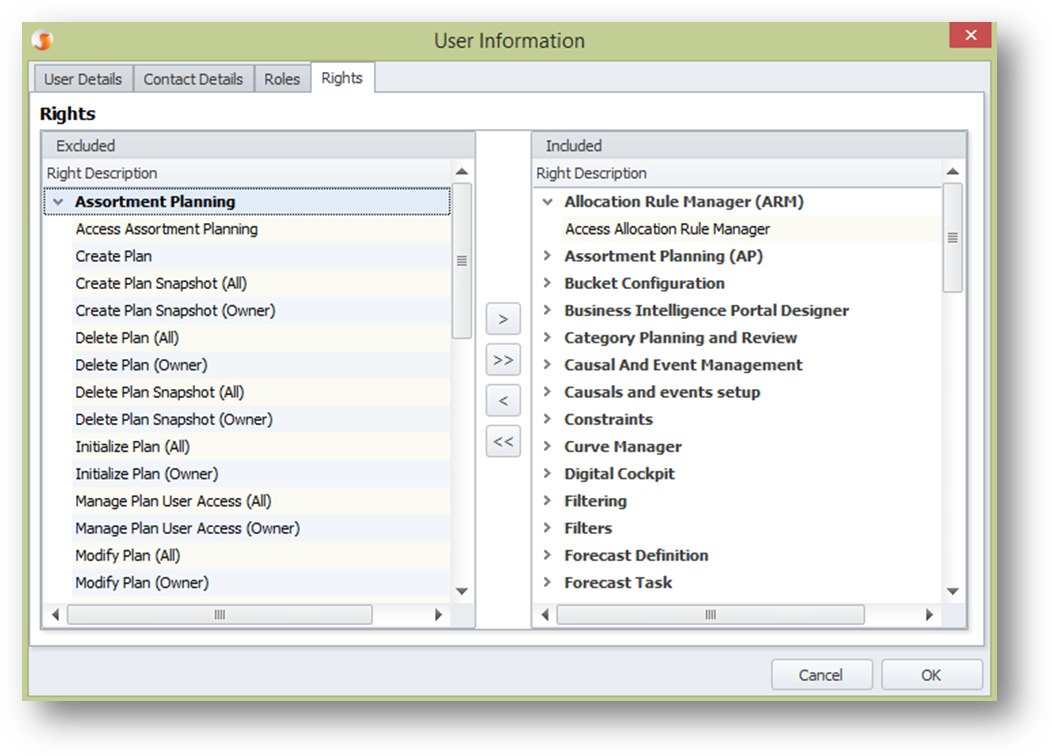 User Information
User Details Contact Details Roles Rights
Rights
Excluded
Right Description
Assortment Planning
Access Assortment Planning
Create Plan
Create Plan Snapshot (All)
Create Plan Snapshot (Owner)
Delete Plan (All)
Delete Plan (Owner)
Delete Plan Snapshot (All)
Delete Plan Snapshot (Owner)
Initialize Plan (All)
Initialize Plan (Owner)
Manage Plan User Access (All)
Manage Plan User Access (Owner)
Modify Plan (All)
Modify Plan (Owner)
>
>>
<
<<
Included
Right Description
Allocation Rule Manager (ARM)
Access Allocation Rule Manager
Assortment Planning (AP)
Bucket Configuration
Business Intelligence Portal Designer
Category Planning and Review
Causal And Event Management
Causals and events setup
Constraints
Curve Manager
Digital Cockpit
Filtering
Filters
Forecast Definition
Forecast Task
Cancel OK